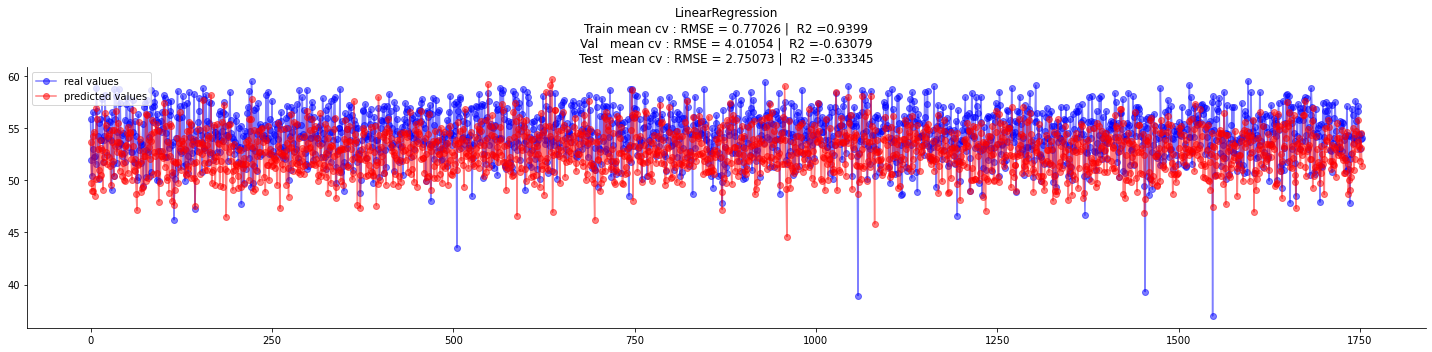 LinearRegression
Train mean cv : RMSE = 0.77026 | R2 =0.9399
Val mean cv : RMSE = 4.01054 | R2 =-0.63079
Test mean cv : RMSE = 2.75073 | R2 =-0.33345
real values
predicted values
60
55
50
45
40
0 250 500 750 1000 1250 1500 1750